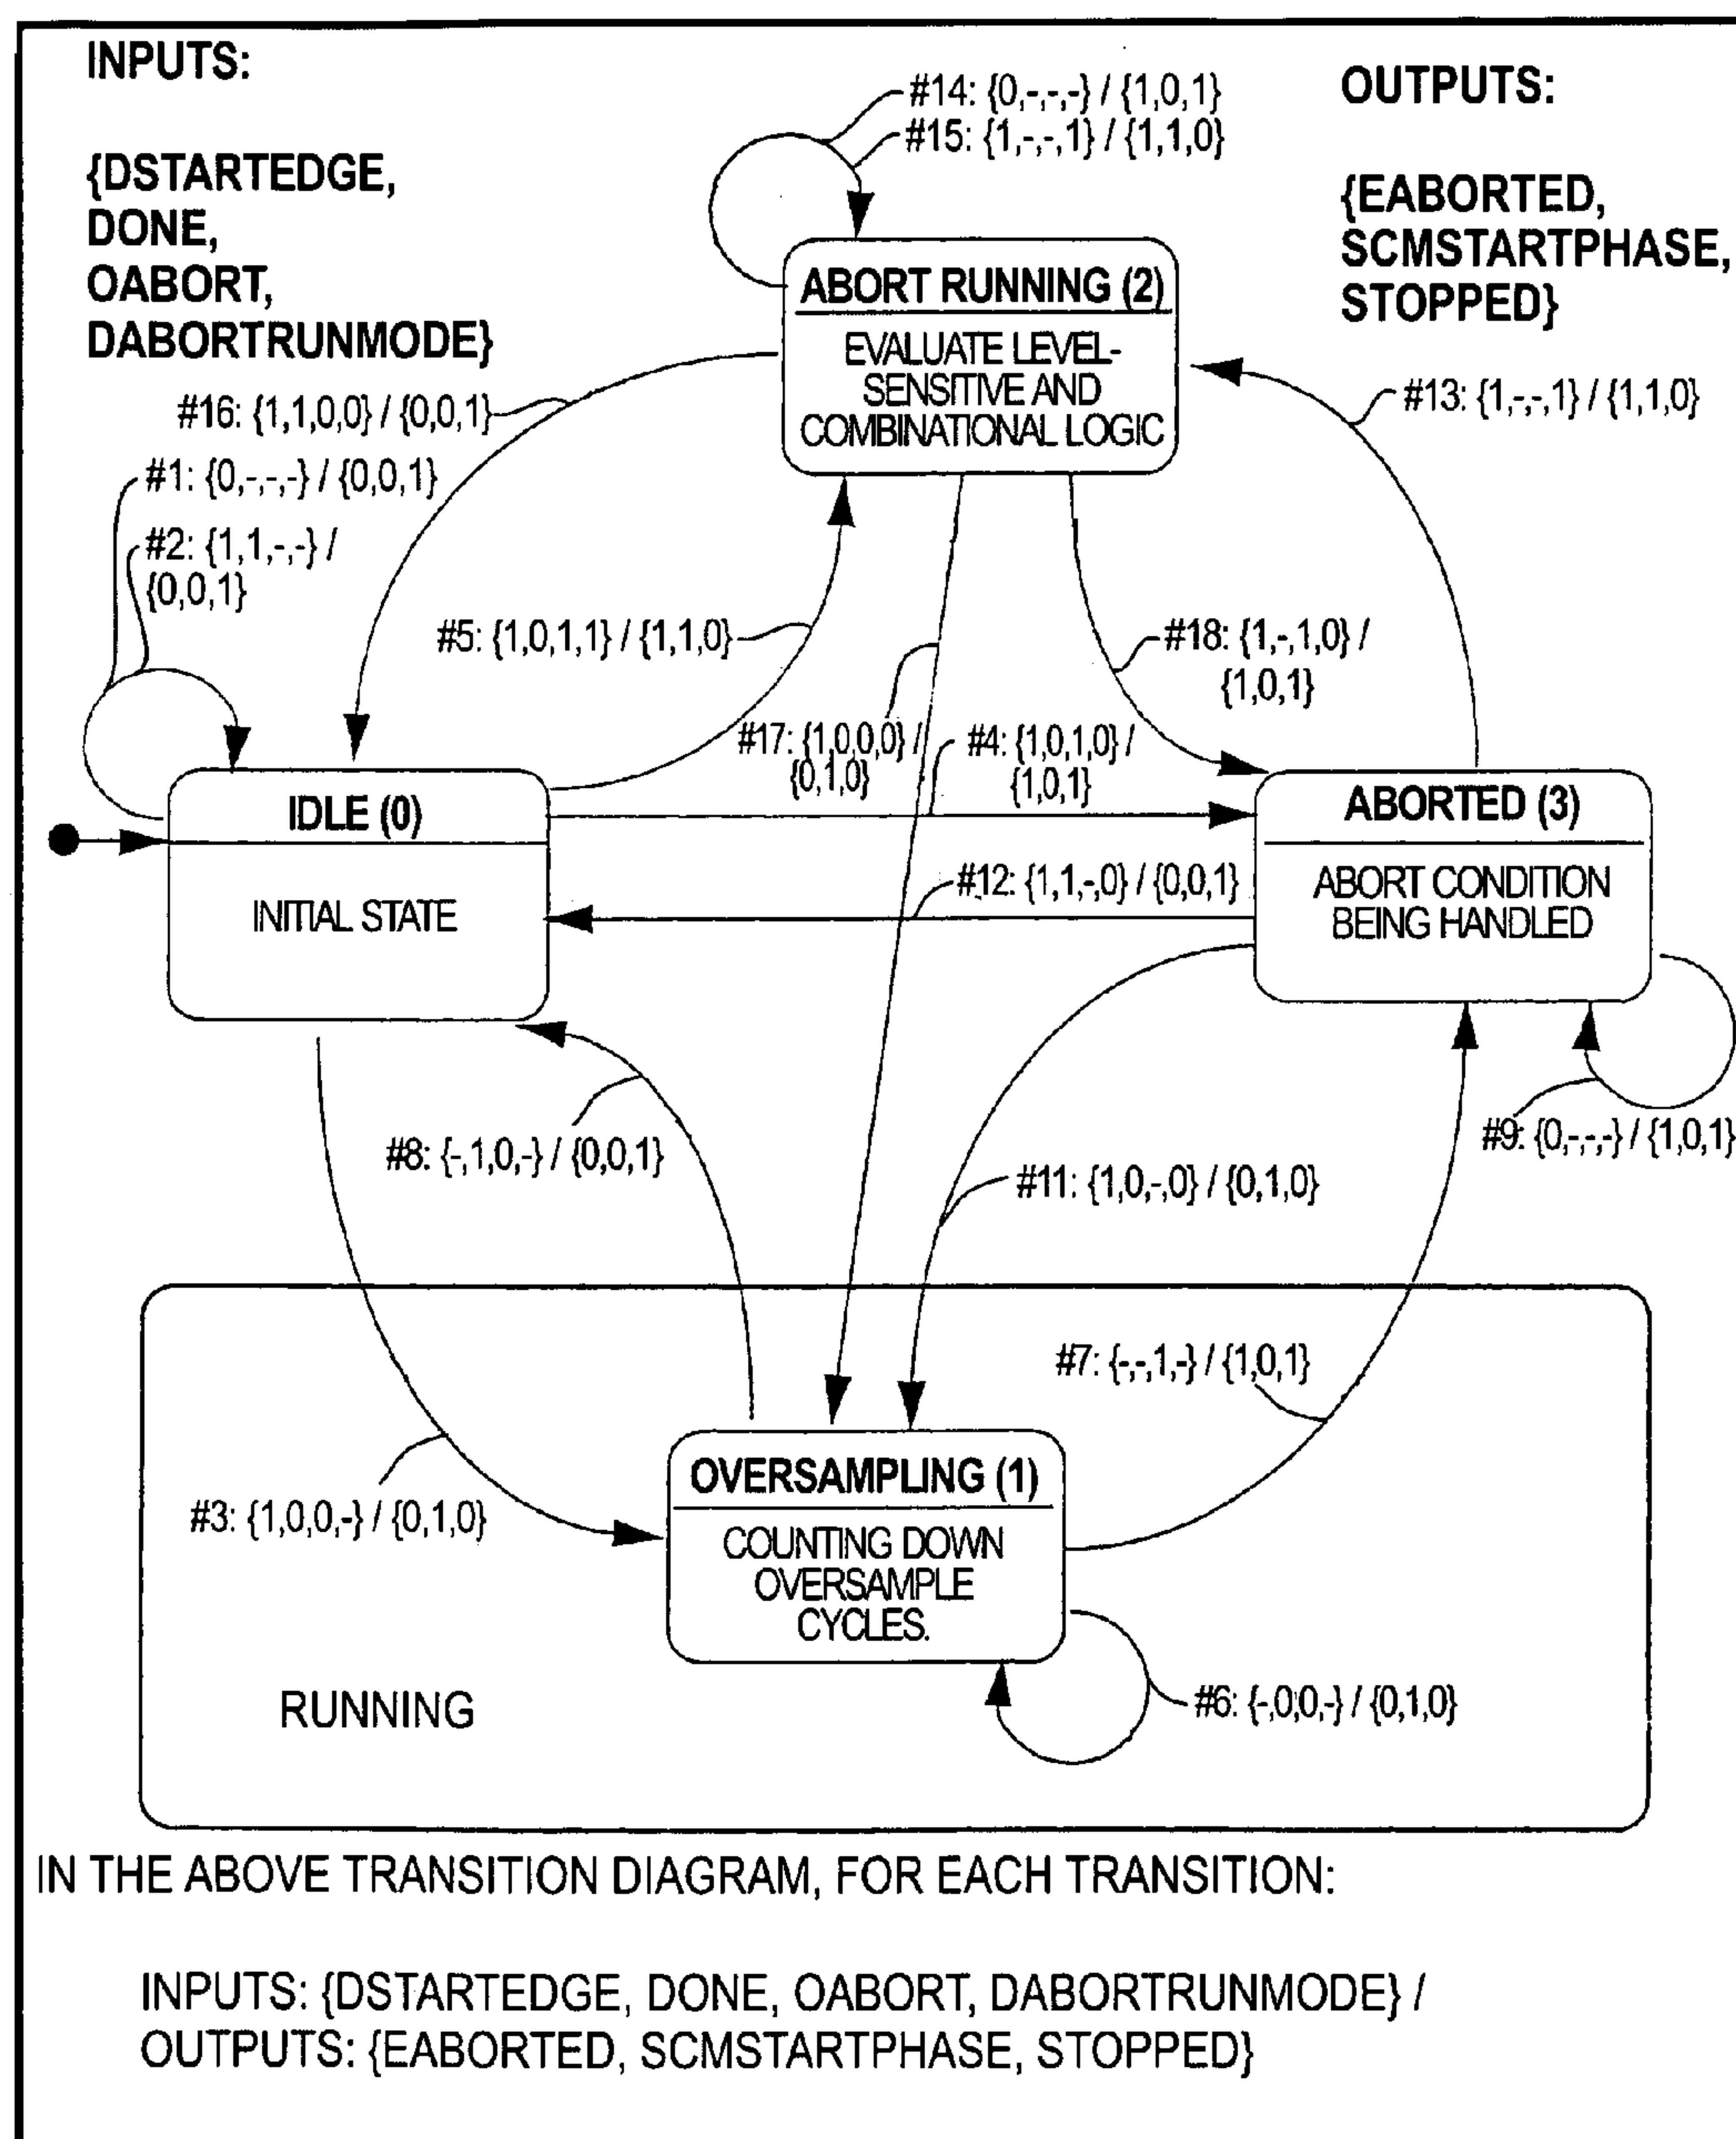 INPUTS:
{DSTARTEDGE,
DONE,
OABORT,
DABORTRUNMODE}
#14: {0,-,-,-} / {1,0,1}
#15: {1,-,-,1} / {1,1,0}
OUTPUTS:
{EABORTED,
SCMSTARTPHASE,
STOPPED}
ABORT RUNNING (2)
EVALUATE LEVEL-
SENSITIVE AND
COMBINATIONAL LOGIC
#16: {1,1,0,0} / {0,0,1}
#13: {1,-,-,1} / {1,1,0}
#1: {0,-,-,-} / {0,0,1}
#2: {1,1,-,-} /
{0,0,1}
#5: {1,0,1,1} / {1,1,0}
#18: {1,-,1,0} /
{1,0,1}
#17: {1,0,0,0} /
{0,1,0}
#4: {1,0,1,0} /
{1,0,1}
IDLE (0)
INITIAL STATE
ABORTED (3)
ABORT CONDITION
BEING HANDLED
#12: {1,1,-,0} / {0,0,1}
#8: {-,1,0,-} / {0,0,1}
#9: {0,-,-,-} / {1,0,1}
#11: {1,0,-,0} / {0,1,0}
#7: {-,-,1,-} / {1,0,1}
#3: {1,0,0,-} / {0,1,0}
OVERSAMPLING (1)
COUNTING DOWN
OVERSAMPLE
CYCLES.
#6: {-,0,0,-} / {0,1,0}
RUNNING
IN THE ABOVE TRANSITION DIAGRAM, FOR EACH TRANSITION:
INPUTS: {DSTARTEDGE, DONE, OABORT, DABORTRUNMODE} /
OUTPUTS: {EABORTED, SCMSTARTPHASE, STOPPED}